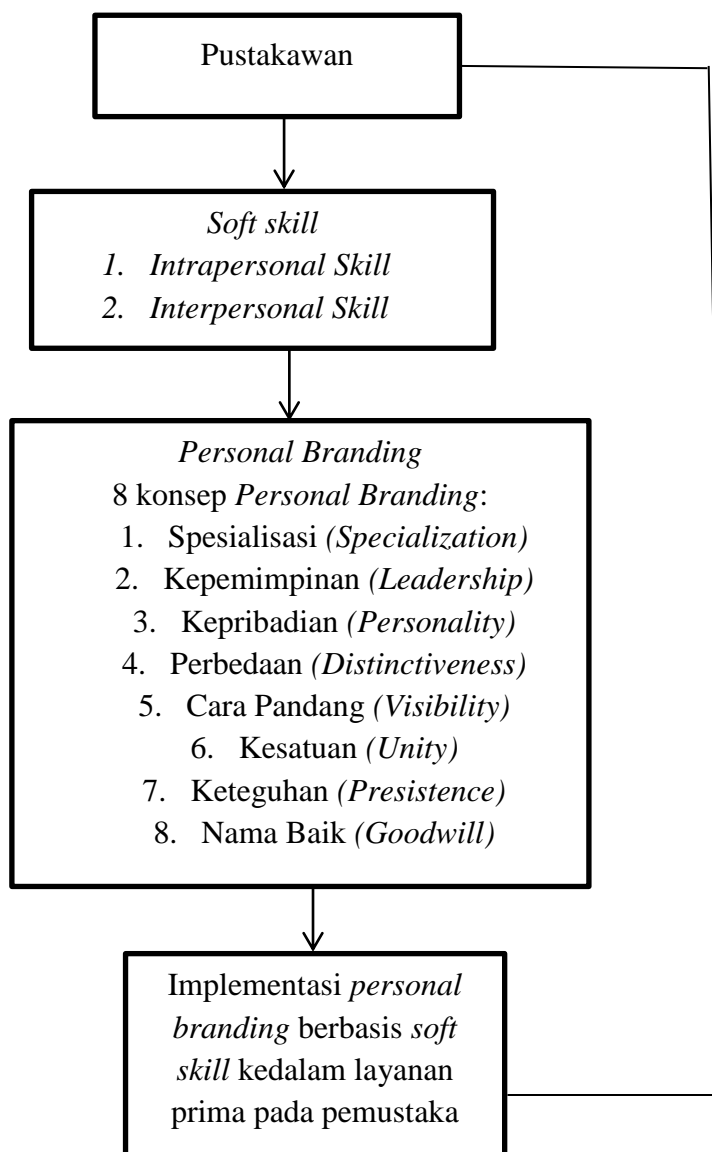 Pustakawan
Soft skill
1. Intrapersonal Skill
2. Interpersonal Skill
Personal Branding
8 konsep Personal Branding:
1. Spesialisasi (Specialization)
2. Kepemimpinan (Leadership)
3. Kepribadian (Personality)
4. Perbedaan (Distinctiveness)
5. Cara Pandang (Visibility)
6. Kesatuan (Unity)
7. Keteguhan (Presistence)
8. Nama Baik (Goodwill)
Implementasi personal
branding berbasis soft
skill kedalam layanan
prima pada pemustaka